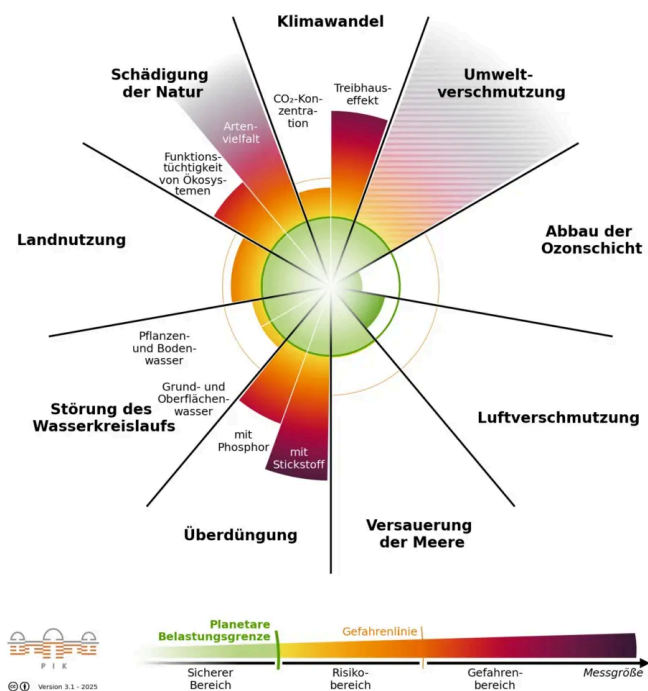 Klimawandel
Schädigung
der Natur
CO₂-Kon-
zentra-
tion
Treibhaus-
effekt
Umwelt-
verschmutzung
Arten-
vielfalt
Funktions-
tüchtigkeit
von Ökosys-
temen
Landnutzung
Abbau der
Ozonschicht
Pflanzen-
und Boden-
wasser
Grund- und
Oberflächen-
wasser
Störung des
Wasserkreislaufs
Luftverschmutzung
mit
Phosphor
mit
Stickstoff
Überdüngung
Versauerung
der Meere
Planetare
Belastungsgrenze
Gefahrenlinie
Sicherer
Bereich
Risiko-
bereich
Gefahren-
bereich
Messgröße
P I K
cc Version 3.1 - 2025